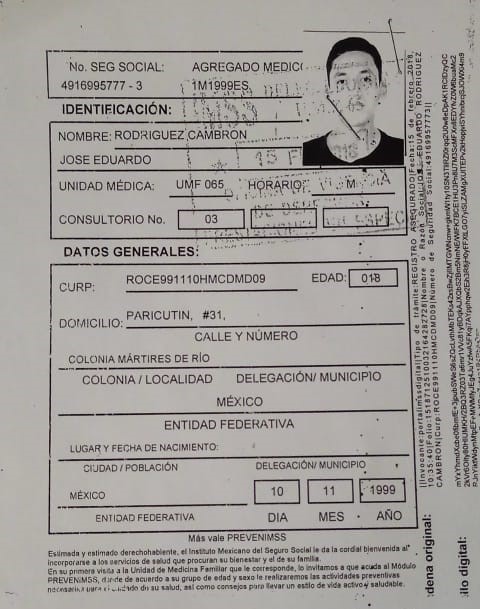 No. SEG SOCIAL: AGREGADO MEDICO
4916995777 - 3 1M1999ES
IDENTIFICACIÓN:
NOMBRE: RODRIGUEZ CAMBRON
JOSE EDUARDO
15 F
UNIDAD MÉDICA: UMF 065 HORARIO: M
CONSULTORIO No. 03
DATOS GENERALES:
CURP: ROCE991110HMCDMD09 EDAD: 018
DOMICILIO: PARICUTIN, #31,
CALLE Y NÚMERO
COLONIA MÁRTIRES DE RÍO
COLONIA / LOCALIDAD DELEGACIÓN/ MUNICIPIO
MÉXICO
ENTIDAD FEDERATIVA
LUGAR Y FECHA DE NACIMIENTO:
CIUDAD / POBLACIÓN DELEGACIÓN/ MUNICIPIO
MÉXICO 10 11 1999
ENTIDAD FEDERATIVA DIA MES AÑO
Más vale PREVENIMSS
Estimada y estimado derechohabiente, el Instituto Mexicano del Seguro Social le da la cordial bienvenida al
incorporarse a los servicios de salud que procuran su bienestar y el de su familia.
En su primera visita a la Unidad de Medicina Familiar que le corresponde, lo invitamos a que acuda al Módulo
PREVENIMSS, donde de acuerdo a su grupo de edad y sexo le realizaremos las actividades preventivas
necesarias para el cuidado de su salud, así como consejos para llevar un estilo de vida activo y saludable.
dena original:
||Invocante:portalimssdigital|Tipo de trámite:REGISTRO ASEGURADO|Fecha:15 de febrero 2018,
10:35:40|Folio:1518712510032164282728|Nombre o Razón Social:JOSE EDUARDO RODRIGUEZ
CAMBRON|Curp:ROCE991110HMCDMD09|Número de Seguridad Social:49169957773||
llo digital: